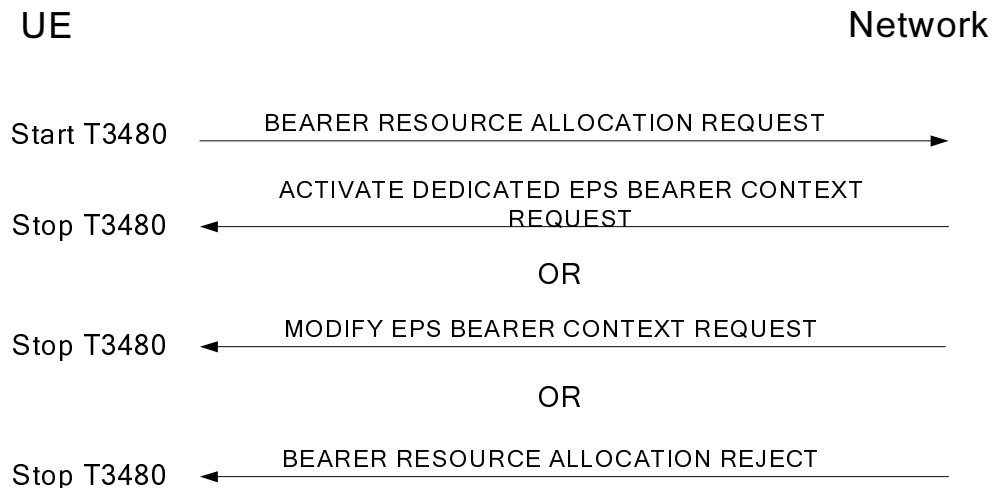 UE Network
Start T3480 BEARER RESOURCE ALLOCATION REQUEST
ACTIVATE DEDICATED EPS BEARER CONTEXT
REQUEST
Stop T3480
OR
MODIFY EPS BEARER CONTEXT REQUEST
Stop T3480
OR
BEARER RESOURCE ALLOCATION REJECT
Stop T3480